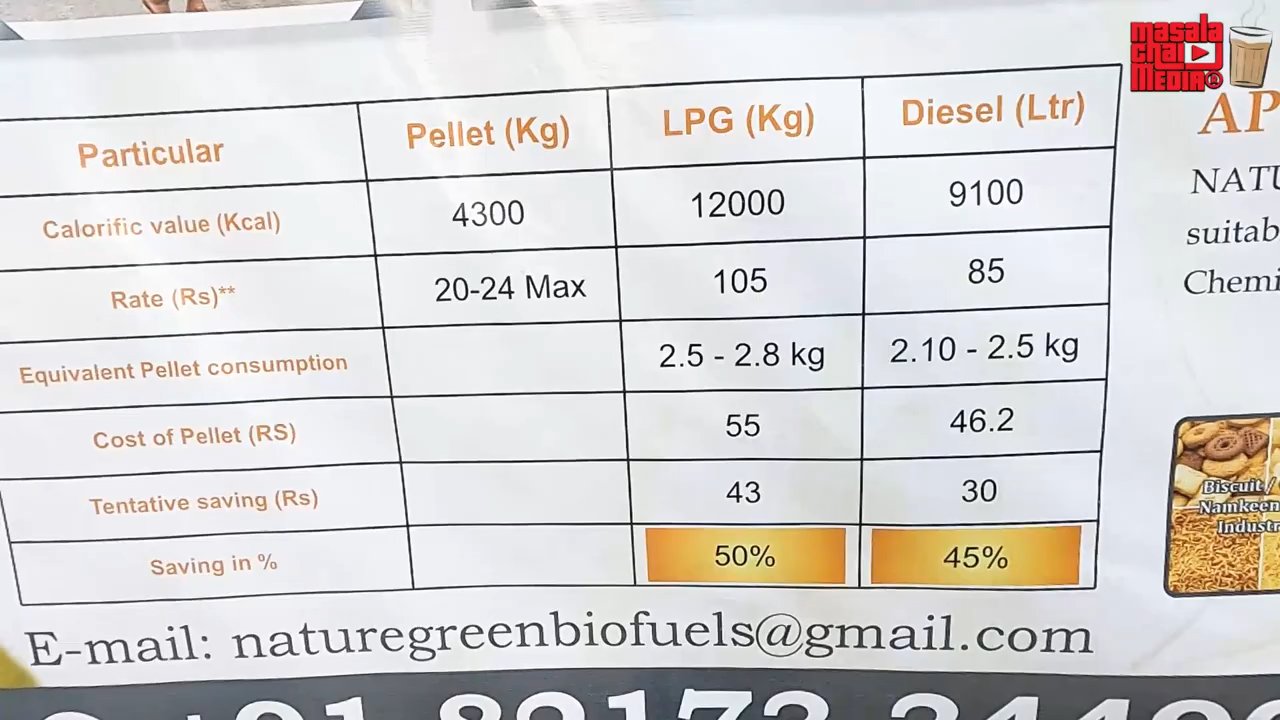 masala
chai
MEDIA®
Particular Pellet (Kg) LPG (Kg) Diesel (Ltr)
Calorific value (Kcal) 4300 12000 9100
Rate (Rs)** 20-24 Max 105 85
Equivalent Pellet consumption 2.5 - 2.8 kg 2.10 - 2.5 kg
Cost of Pellet (RS) 55 46.2
Tentative saving (Rs) 43 30
Saving in % 50% 45%
E-mail: naturegreenbiofuels@gmail.com
AP
NATU
suitab
Chemi
Biscuit /
Namkeen
Industr